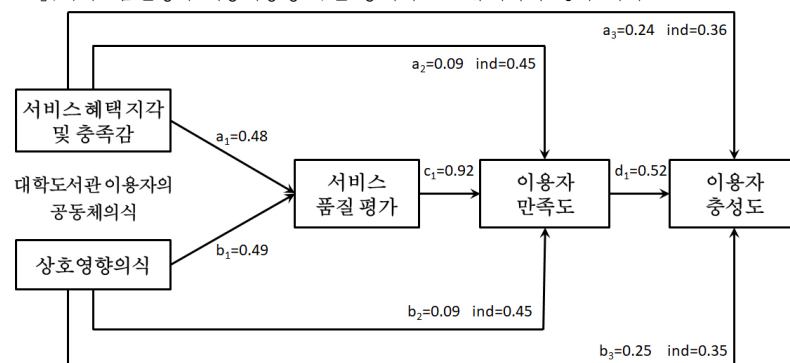 a₃=0.24 ind=0.36
a₂=0.09 ind=0.45
서비스 혜택 지각
및 충족감
a₁=0.48
대학도서관 이용자의
공동체의식
서비스
품질 평가
c₁=0.92
이용자
만족도
d₁=0.52
이용자
충성도
상호영향의식
b₁=0.49
b₂=0.09 ind=0.45
b₃=0.25 ind=0.35